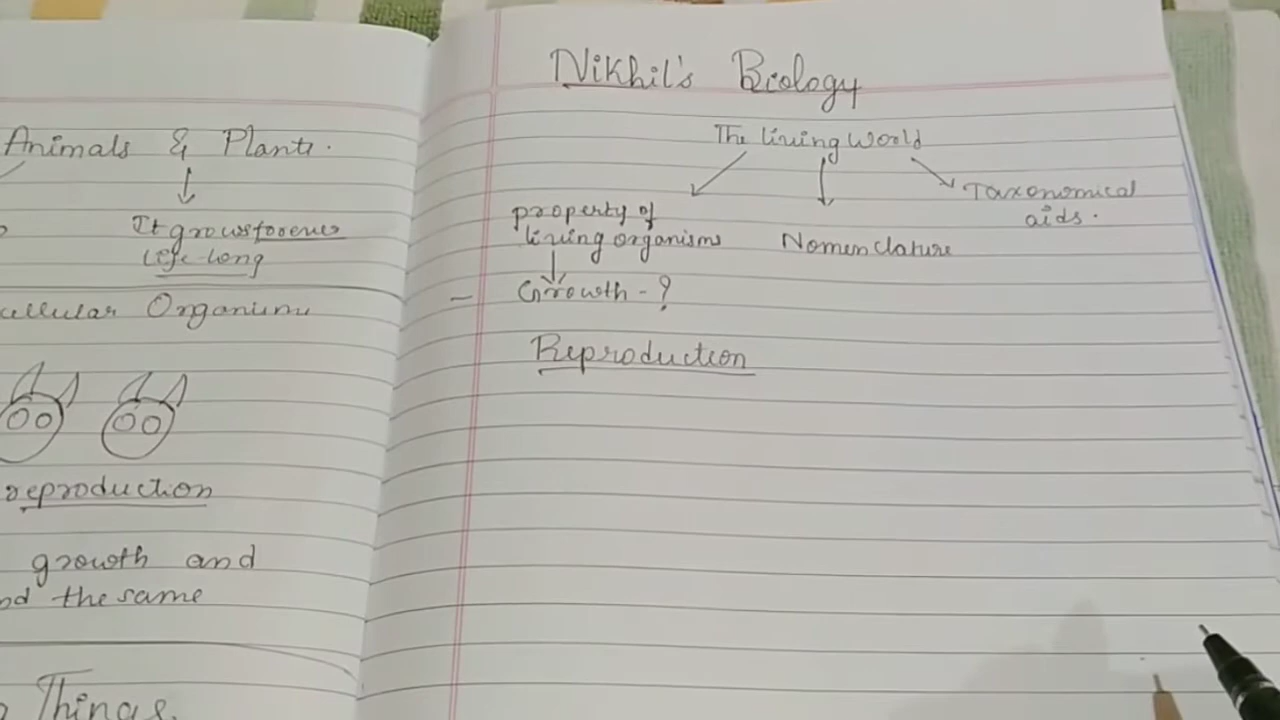 Animals & Plants.
It grows forever
life long
Organism
reproduction
growth and
the same
Things.
Nikhil's Biology
The living World
property of
living organisms
Nomenclature
Taxonomical
aids.
- Growth - ?
Reproduction